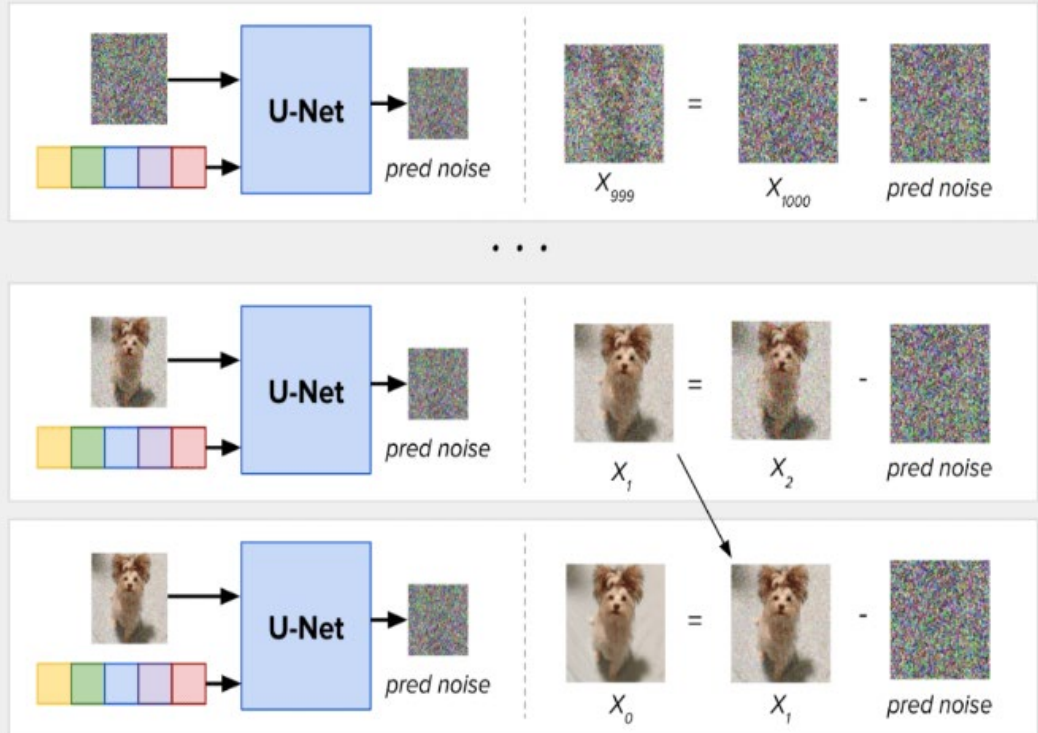 U-Net
pred noise
X999 = X1000 - pred noise
...
U-Net
pred noise
X1 = X2 - pred noise
U-Net
pred noise
X0 = X1 - pred noise